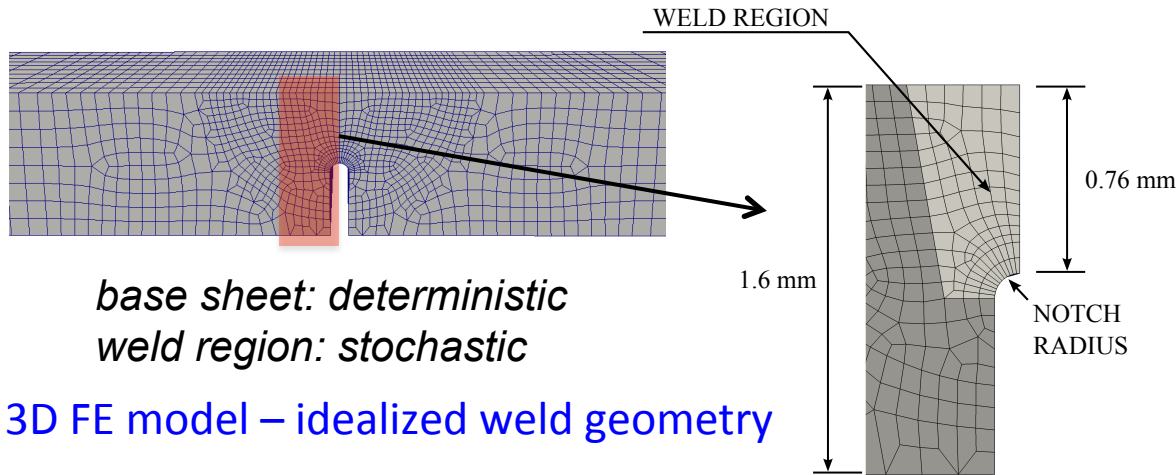 WELD REGION
1.6 mm
0.76 mm
NOTCH
RADIUS
base sheet: deterministic
weld region: stochastic
3D FE model – idealized weld geometry